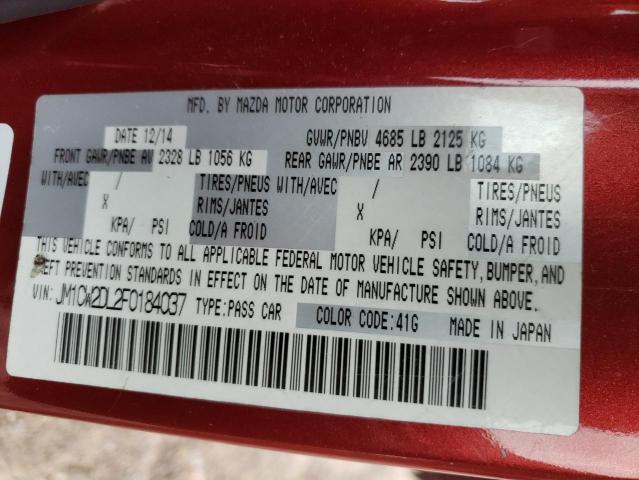 MFD. BY MAZDA MOTOR CORPORATION
DATE 12/14 GVWR/PNBV 4685 LB 2125 KG
FRONT GAWR/PNBE AV 2328 LB 1056 KG REAR GAWR/PNBE AR 2390 LB 1084 KG
WITH/AVEC / TIRES/PNEUS WITH/AVEC / TIRES/PNEUS
X RIMS/JANTES X RIMS/JANTES
KPA/ PSI COLD/A FROID KPA/ PSI COLD/A FROID
THIS VEHICLE CONFORMS TO ALL APPLICABLE FEDERAL MOTOR VEHICLE SAFETY, BUMPER, AND
THEFT PREVENTION STANDARDS IN EFFECT ON THE DATE OF MANUFACTURE SHOWN ABOVE.
VIN: JM1CW2DL2F0184037 TYPE: PASS CAR COLOR CODE: 41G MADE IN JAPAN